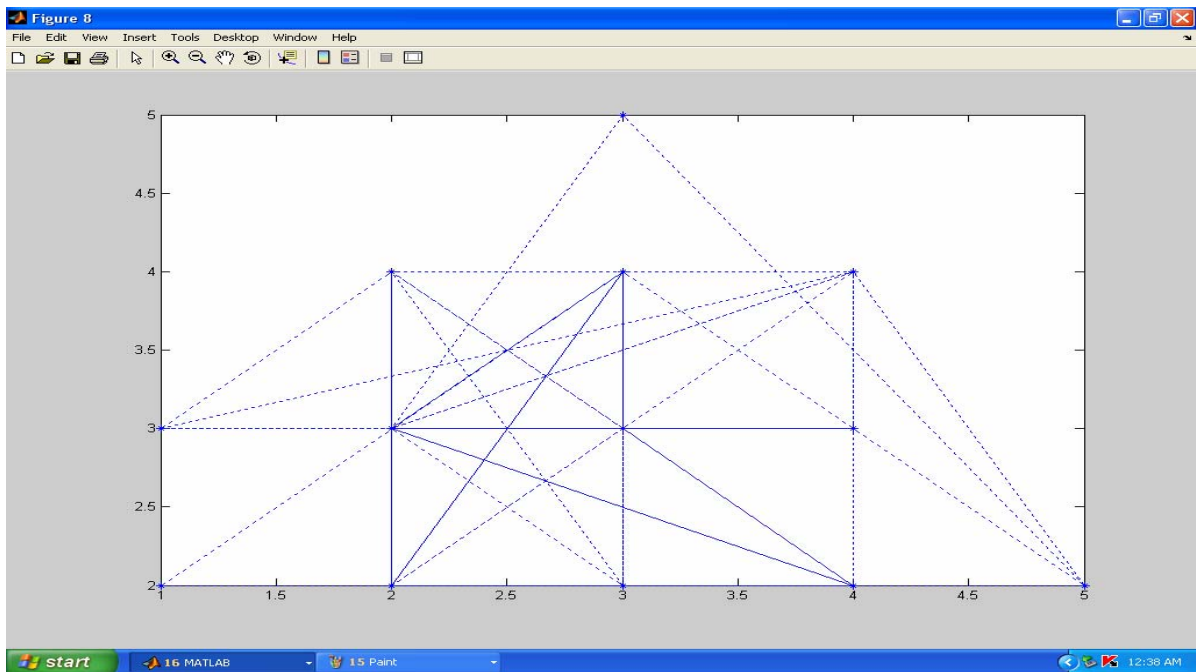 Figure 8
File Edit View Insert Tools Desktop Window Help
5
4.5
4
3.5
3
2.5
2
1 1.5 2 2.5 3 3.5 4 4.5 5
start 16 MATLAB 15 Paint 12:38 AM